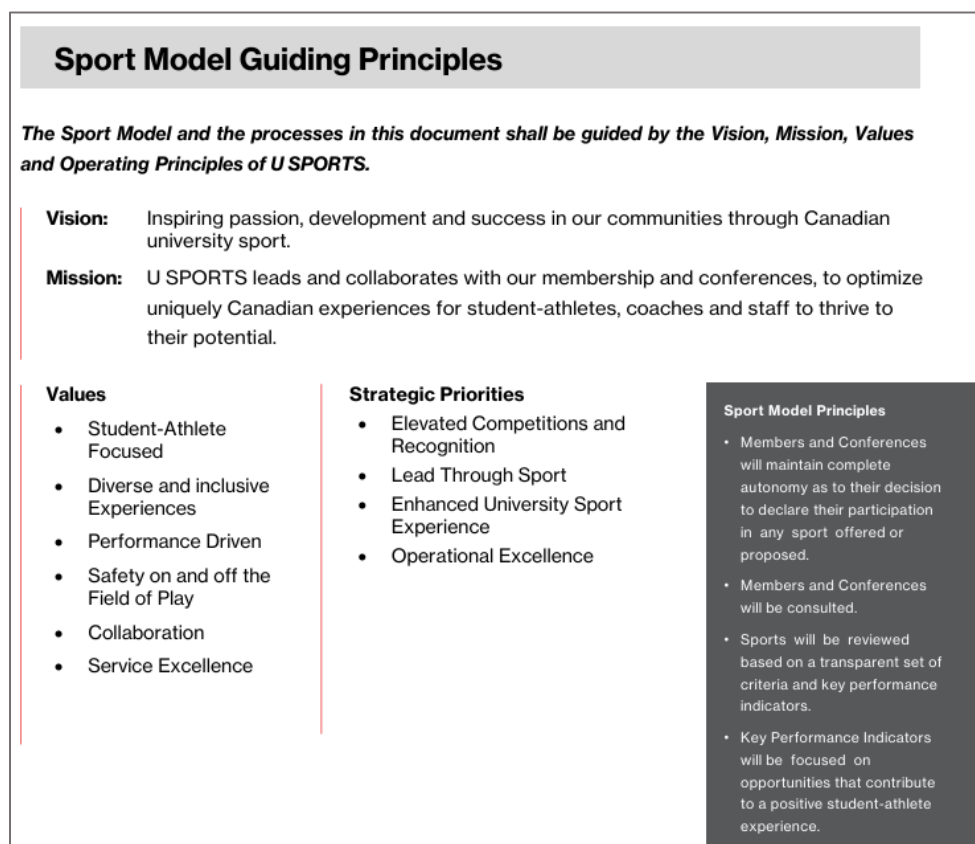 Sport Model Guiding Principles
The Sport Model and the processes in this document shall be guided by the Vision, Mission, Values
and Operating Principles of U SPORTS.
Vision: Inspiring passion, development and success in our communities through Canadian
university sport.
Mission: U SPORTS leads and collaborates with our membership and conferences, to optimize
uniquely Canadian experiences for student-athletes, coaches and staff to thrive to
their potential.
Values
• Student-Athlete
Focused
• Diverse and inclusive
Experiences
• Performance Driven
• Safety on and off the
Field of Play
• Collaboration
• Service Excellence
Strategic Priorities
• Elevated Competitions and
Recognition
• Lead Through Sport
• Enhanced University Sport
Experience
• Operational Excellence
Sport Model Principles
• Members and Conferences
will maintain complete
autonomy as to their decision
to declare their participation
in any sport offered or
proposed.
• Members and Conferences
will be consulted.
• Sports will be reviewed
based on a transparent set of
criteria and key performance
indicators.
• Key Performance Indicators
will be focused on
opportunities that contribute
to a positive student-athlete
experience.